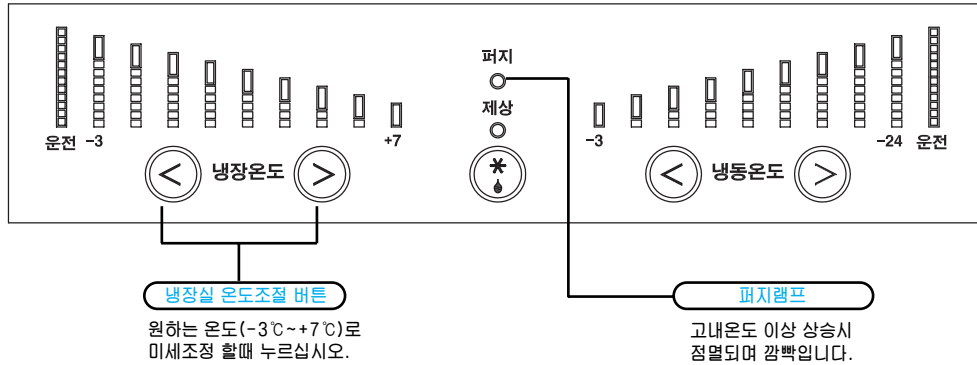 퍼지
제상
운전 -3 +7 -3 -24 운전
< 냉장온도 > < 냉동온도 >
냉장실 온도조절 버튼
원하는 온도(-3℃~+7℃)로
미세조정 할때 누르십시오.
퍼지램프
고내온도 이상 상승시
점멸되며 깜빡입니다.